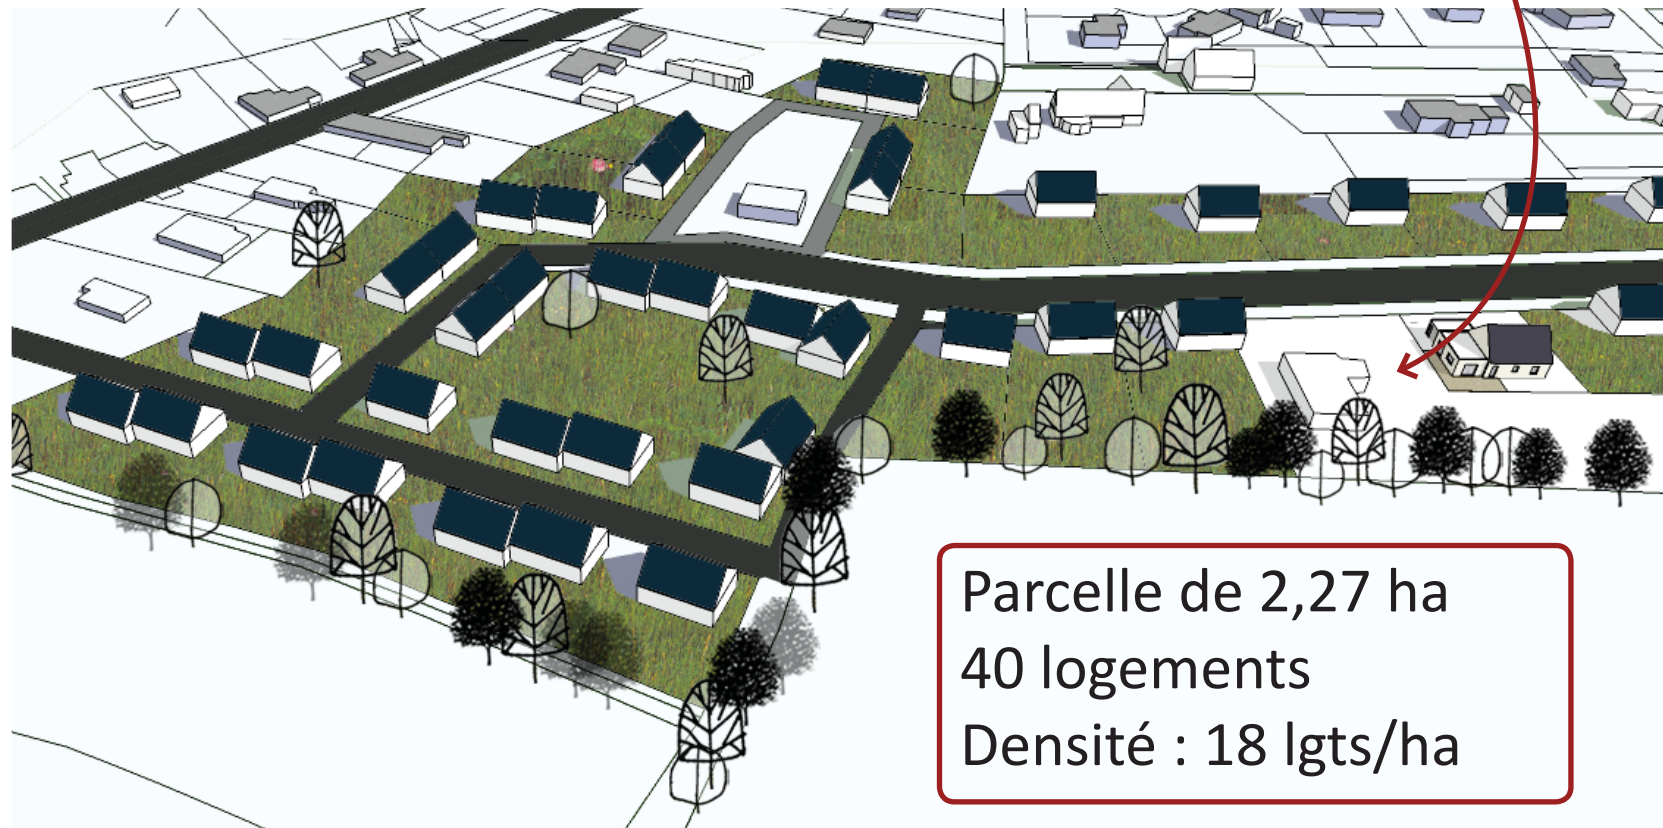 Parcelle de 2,27 ha
40 logements
Densité : 18 lgts/ha